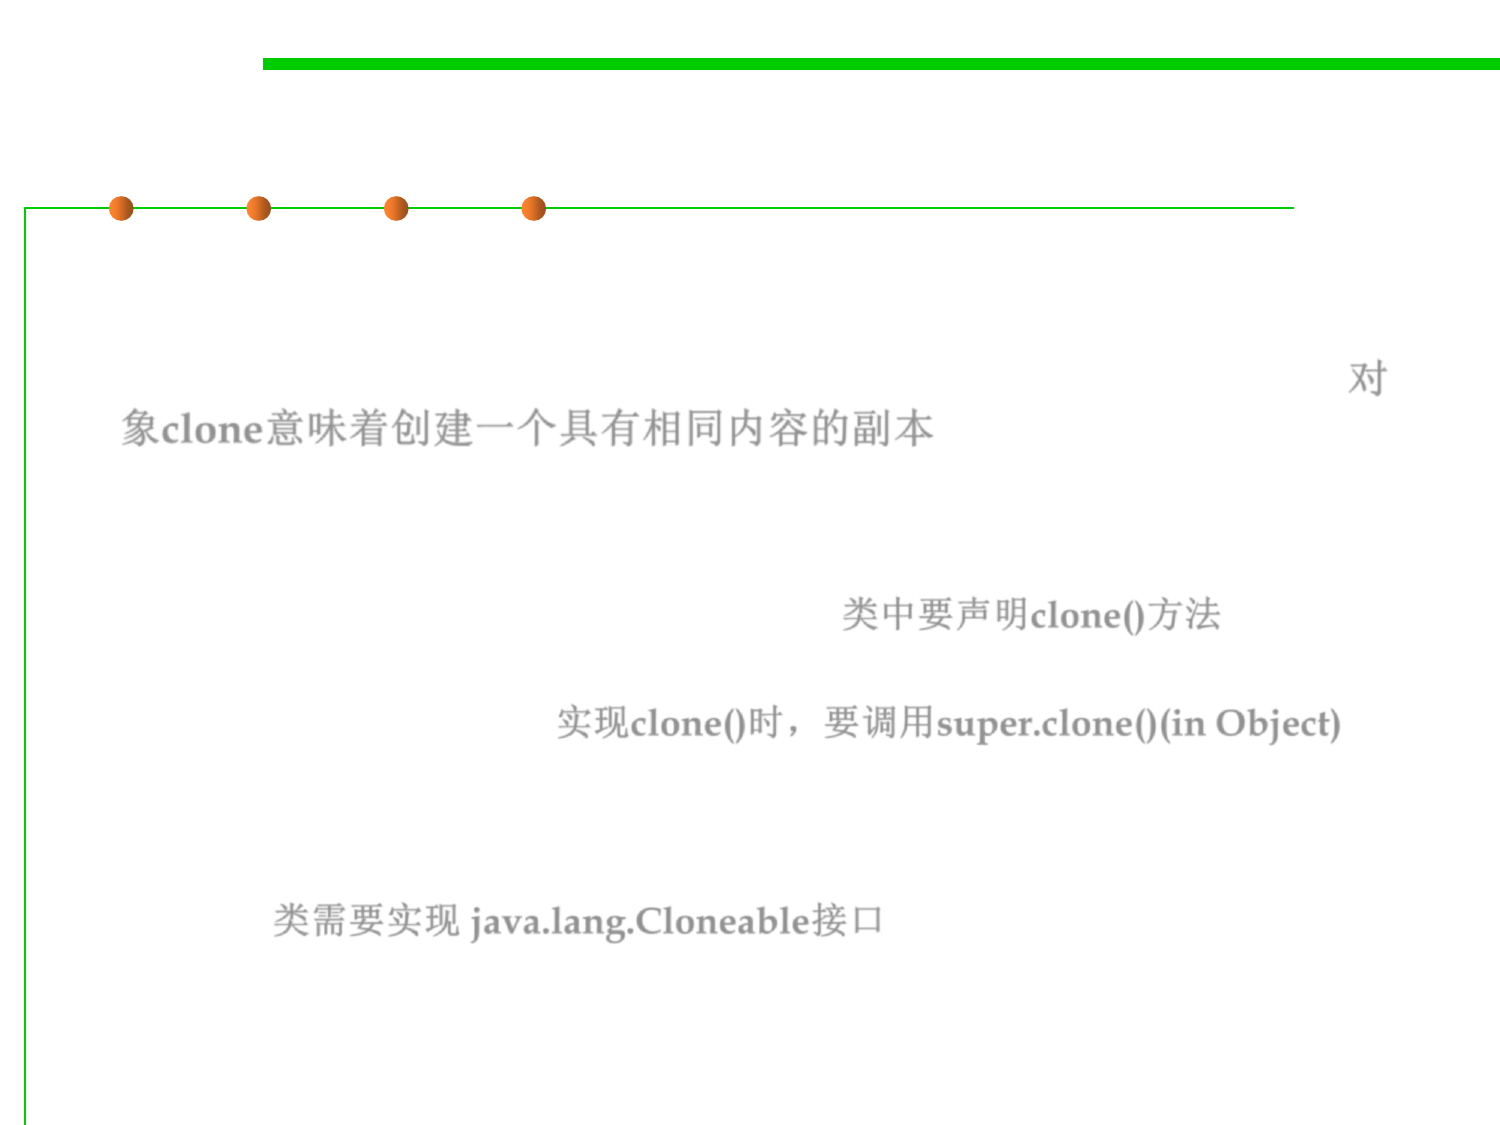 对
象clone意味着创建一个具有相同内容的副本
类中要声明clone()方法
实现clone()时，要调用super.clone()(in Object)
类需要实现 java.lang.Cloneable接口